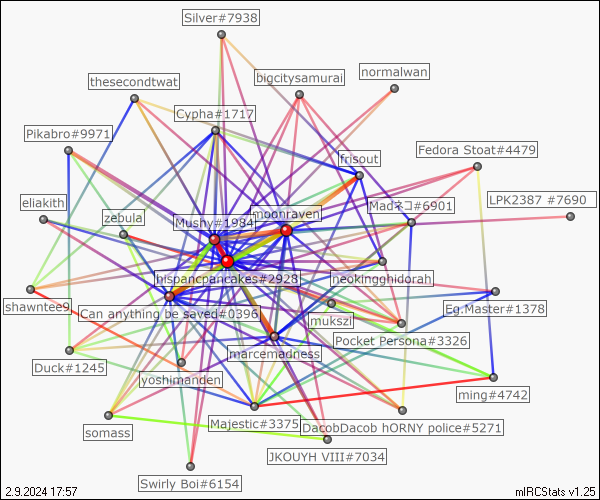 Silver#7938
thesecondtwat
bigcitysamurai
normalwan
Cypha#1717
Pikabro#9971
frisout
Fedora Stoat#4479
eliakith
zebula
Mushy#1984
moonraven
Madネコ#6901
LPK2387 #7690
hispancpancakes#2928
neokingghidorah
shawntee9
Can anything be saved#0396
mukszi
Eg.Master#1378
Pocket Persona#3326
marcemadness
Duck#1245
yoshimanden
ming#4742
somass
Majestic#3375
DacobDacob hORNY police#5271
JKOUYH VIII#7034
Swirly Boi#6154
2.9.2024 17:57
mIRCStats v1.25